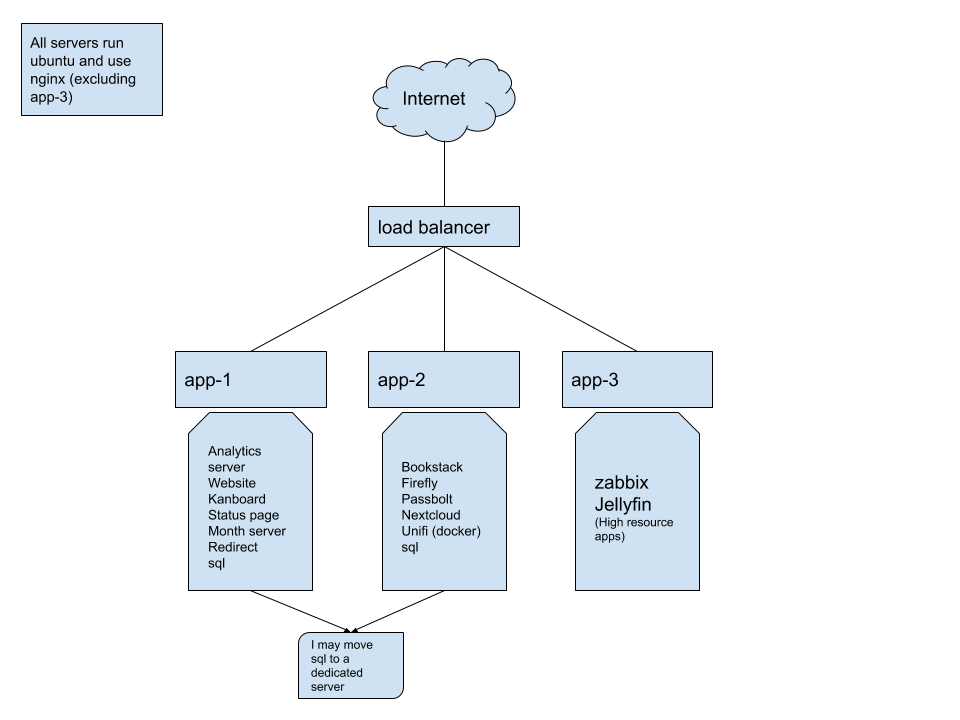 All servers run
ubuntu and use
nginx (excluding
app-3)
Internet
load balancer
app-1
app-2
app-3
Analytics
server
Website
Kanboard
Status page
Month server
Redirect
sql
Bookstack
Firefly
Passbolt
Nextcloud
Unifi (docker)
sql
zabbix
Jellyfin
(High resource
apps)
I may move
sql to a
dedicated
server